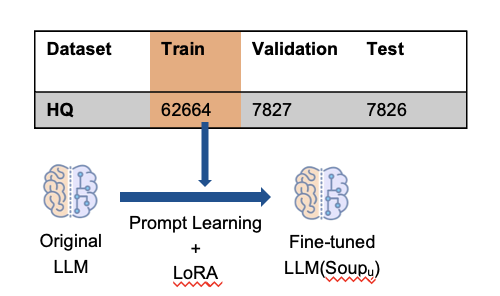 Dataset Train Validation Test
HQ 62664 7827 7826
Prompt Learning
+
LoRA
Original
LLM
Fine-tuned
LLM(Soupᵤ)